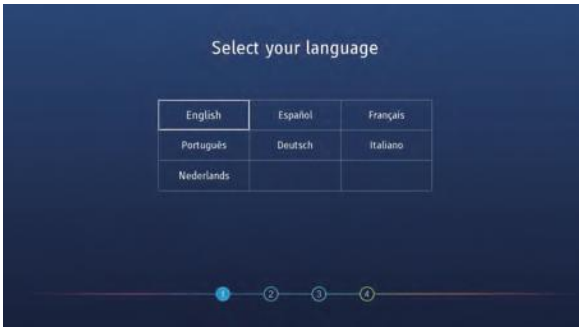 Select your language
English Español Français
Português Deutsch Italiano
Nederlands
1 2 3 4